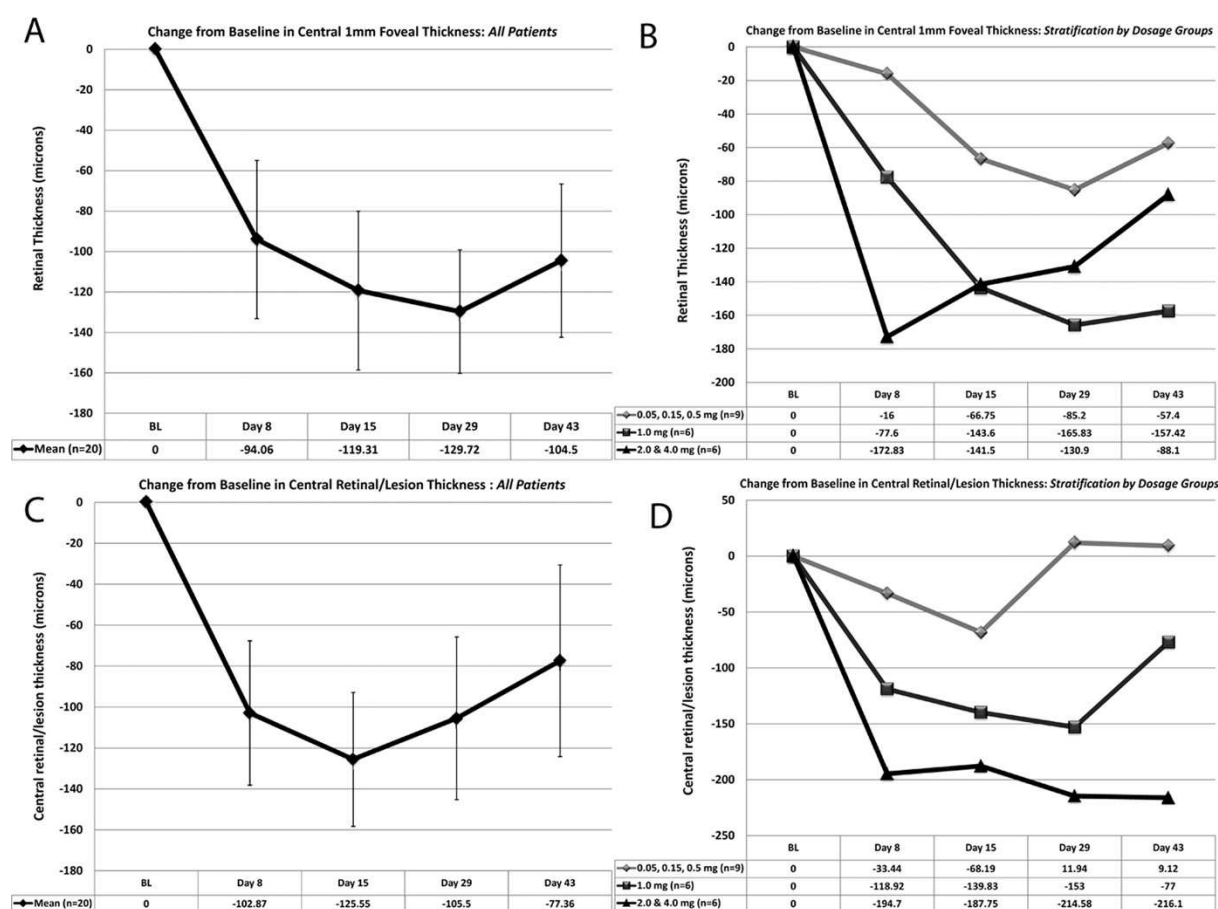 A
Change from Baseline in Central 1mm Foveal Thickness: All Patients
Retinal Thickness (microns)
0
-20
-40
-60
-80
-100
-120
-140
-160
-180
BL Day 8 Day 15 Day 29 Day 43
Mean (n=20) 0 -94.06 -119.31 -129.72 -104.5
B
Change from Baseline in Central 1mm Foveal Thickness: Stratification by Dosage Groups
Retinal Thickness (microns)
0
-20
-40
-60
-80
-100
-120
-140
-160
-180
-200
BL Day 8 Day 15 Day 29 Day 43
0.05, 0.15, 0.5 mg (n=9) 0 -16 -66.75 -85.2 -57.4
1.0 mg (n=6) 0 -77.6 -143.6 -165.83 -157.42
2.0 & 4.0 mg (n=6) 0 -172.83 -141.5 -130.9 -88.1
C
Change from Baseline in Central Retinal/Lesion Thickness : All Patients
Central retinal/lesion thickness (microns)
0
-20
-40
-60
-80
-100
-120
-140
-160
-180
BL Day 8 Day 15 Day 29 Day 43
Mean (n=20) 0 -102.87 -125.55 -105.5 -77.36
D
Change from Baseline in Central Retinal/Lesion Thickness: Stratification by Dosage Groups
Central retinal/lesion thickness (microns)
50
0
-50
-100
-150
-200
-250
BL Day 8 Day 15 Day 29 Day 43
0.05, 0.15, 0.5 mg (n=9) 0 -33.44 -68.19 11.94 9.12
1.0 mg (n=6) 0 -118.92 -139.83 -153 -77
2.0 & 4.0 mg (n=6) 0 -194.7 -187.75 -214.58 -216.1